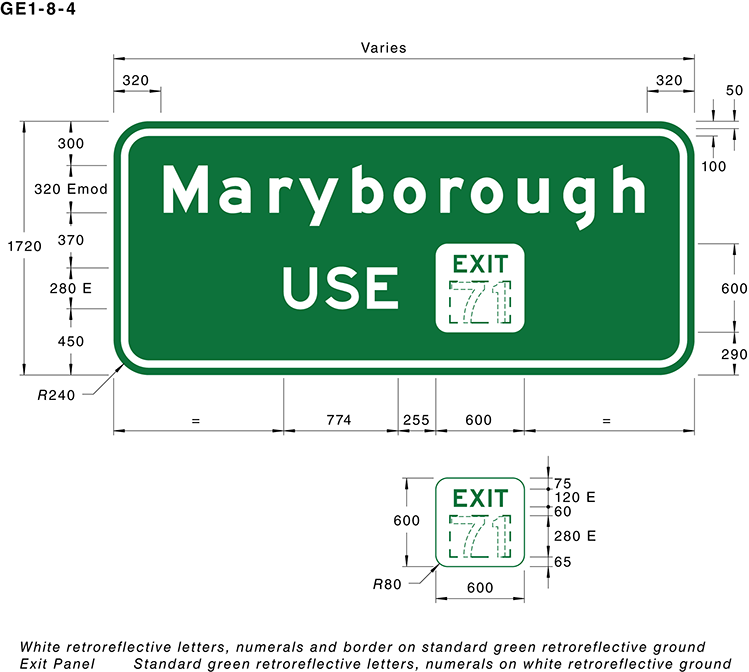 GE1-8-4
Varies
320 320
50
300
100
320 Emod
Maryborough
370
1720
USE EXIT 71
280 E
600
450
290
R240
= 774 255 600 =
75
EXIT
120 E
60
600
71
280 E
65
R80
600
White retroreflective letters, numerals and border on standard green retroreflective ground
Exit Panel Standard green retroreflective letters, numerals on white retroreflective ground